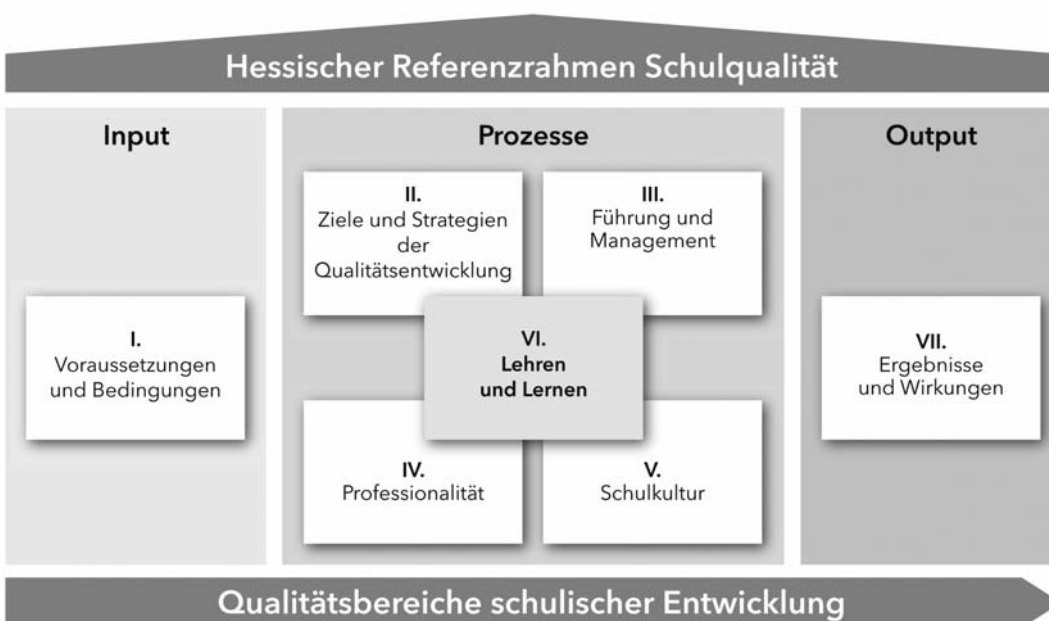 Hessischer Referenzrahmen Schulqualität
Input
I.
Voraussetzungen
und Bedingungen
Prozesse
II.
Ziele und Strategien
der
Qualitätsentwicklung
III.
Führung und
Management
VI.
Lehren
und Lernen
IV.
Professionalität
V.
Schulkultur
Output
VII.
Ergebnisse
und Wirkungen
Qualitätsbereiche schulischer Entwicklung